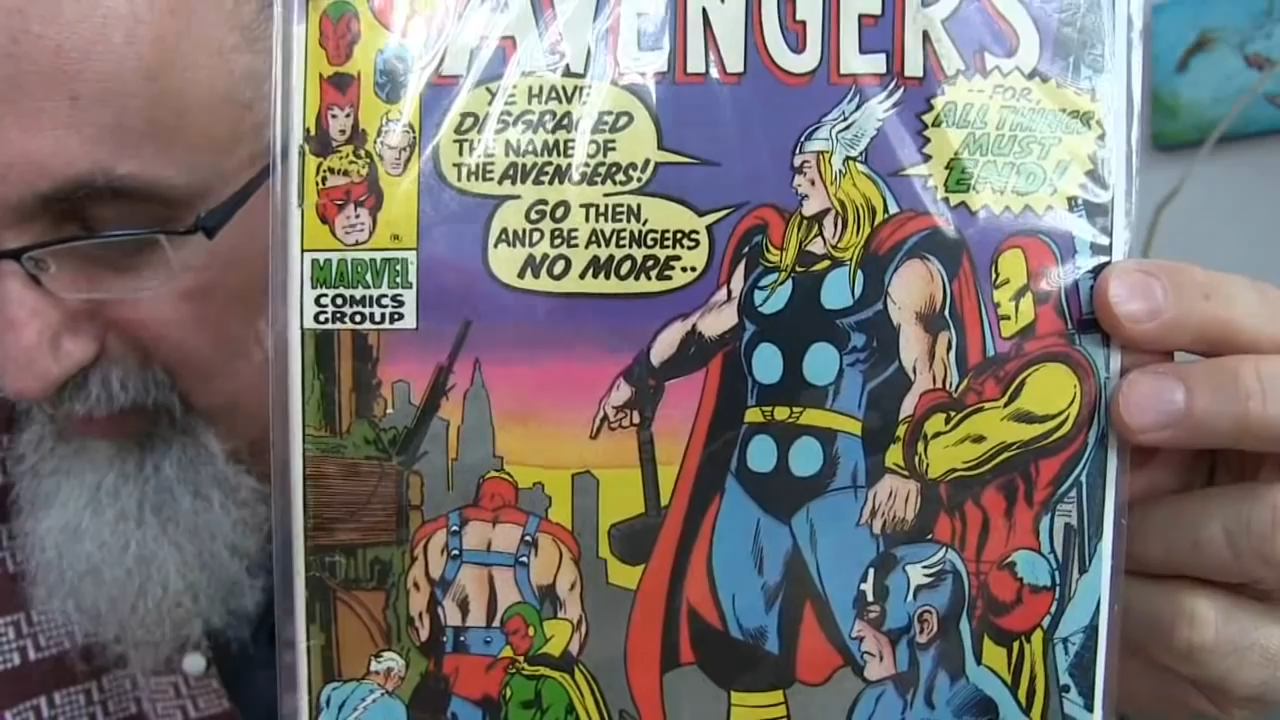 AVENGERS
YE HAVE
DISGRACED
THE NAME OF
THE AVENGERS!
GO THEN,
AND BE AVENGERS
NO MORE--
--FOR,
ALL THINGS
MUST
END!
®
MARVEL
COMICS
GROUP